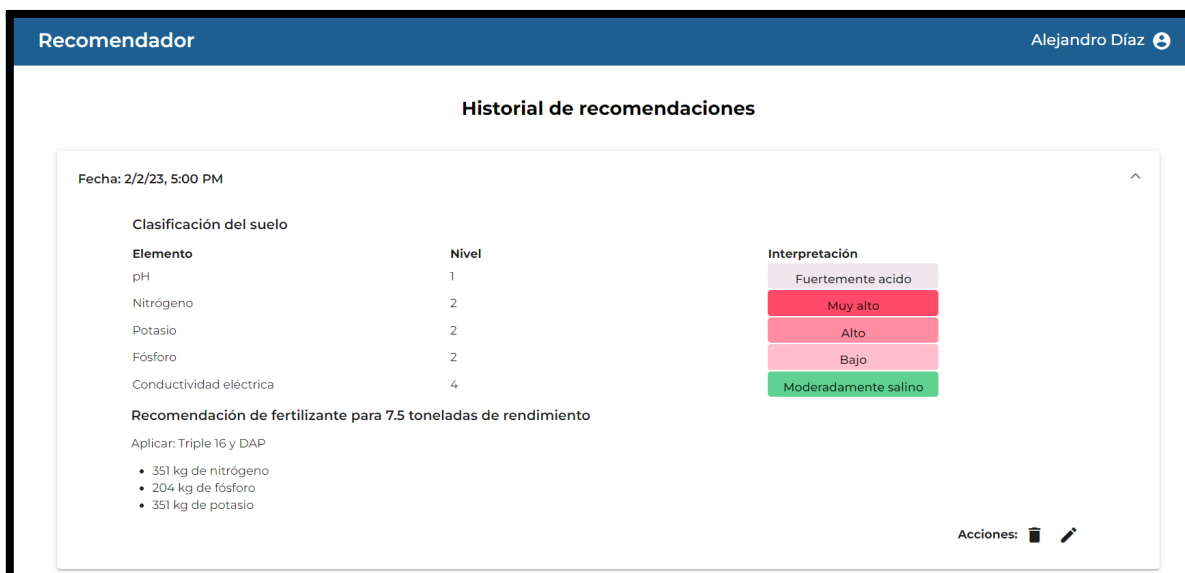 Recomendador Alejandro Díaz
Historial de recomendaciones
Fecha: 2/2/23, 5:00 PM
Clasificación del suelo
Elemento Nivel Interpretación
pH 1 Fuertemente acido
Nitrógeno 2 Muy alto
Potasio 2 Alto
Fósforo 2 Bajo
Conductividad eléctrica 4 Moderadamente salino
Recomendación de fertilizante para 7.5 toneladas de rendimiento
Aplicar: Triple 16 y DAP
• 351 kg de nitrógeno
• 204 kg de fósforo
• 351 kg de potasio
Acciones: